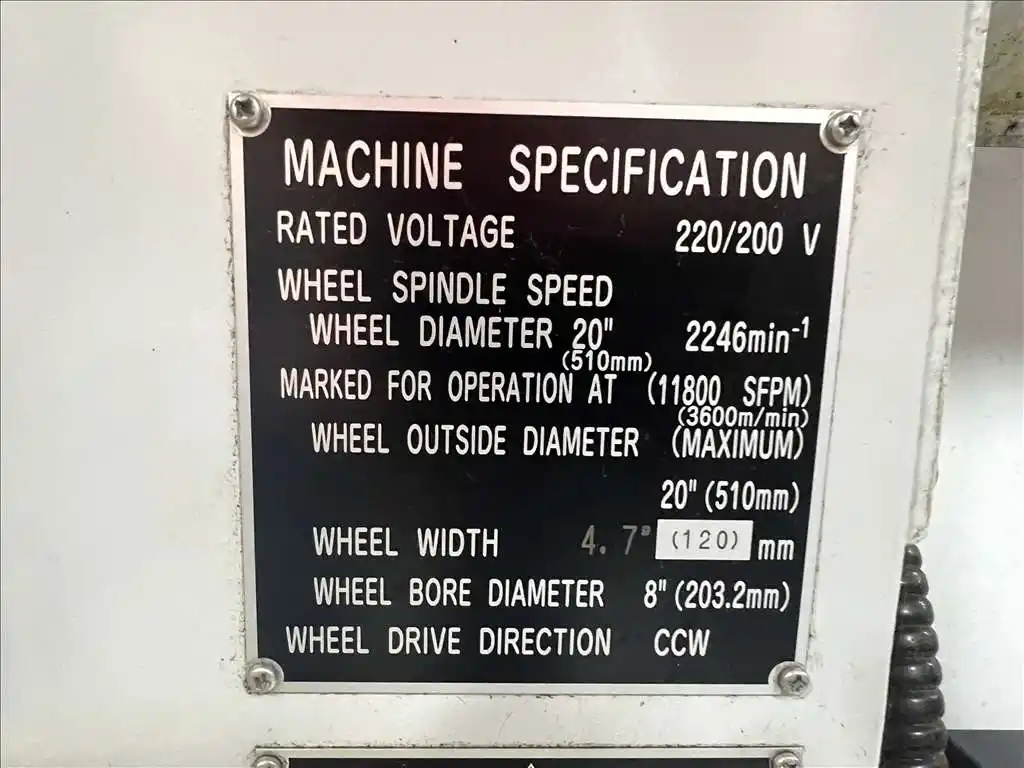 MACHINE SPECIFICATION
RATED VOLTAGE 220/200 V
WHEEL SPINDLE SPEED
WHEEL DIAMETER 20" 2246min⁻¹
(510mm)
MARKED FOR OPERATION AT (11800 SFPM)
(3600m/min)
WHEEL OUTSIDE DIAMETER (MAXIMUM)
20" (510mm)
WHEEL WIDTH 4.7" (120) mm
WHEEL BORE DIAMETER 8" (203.2mm)
WHEEL DRIVE DIRECTION CCW